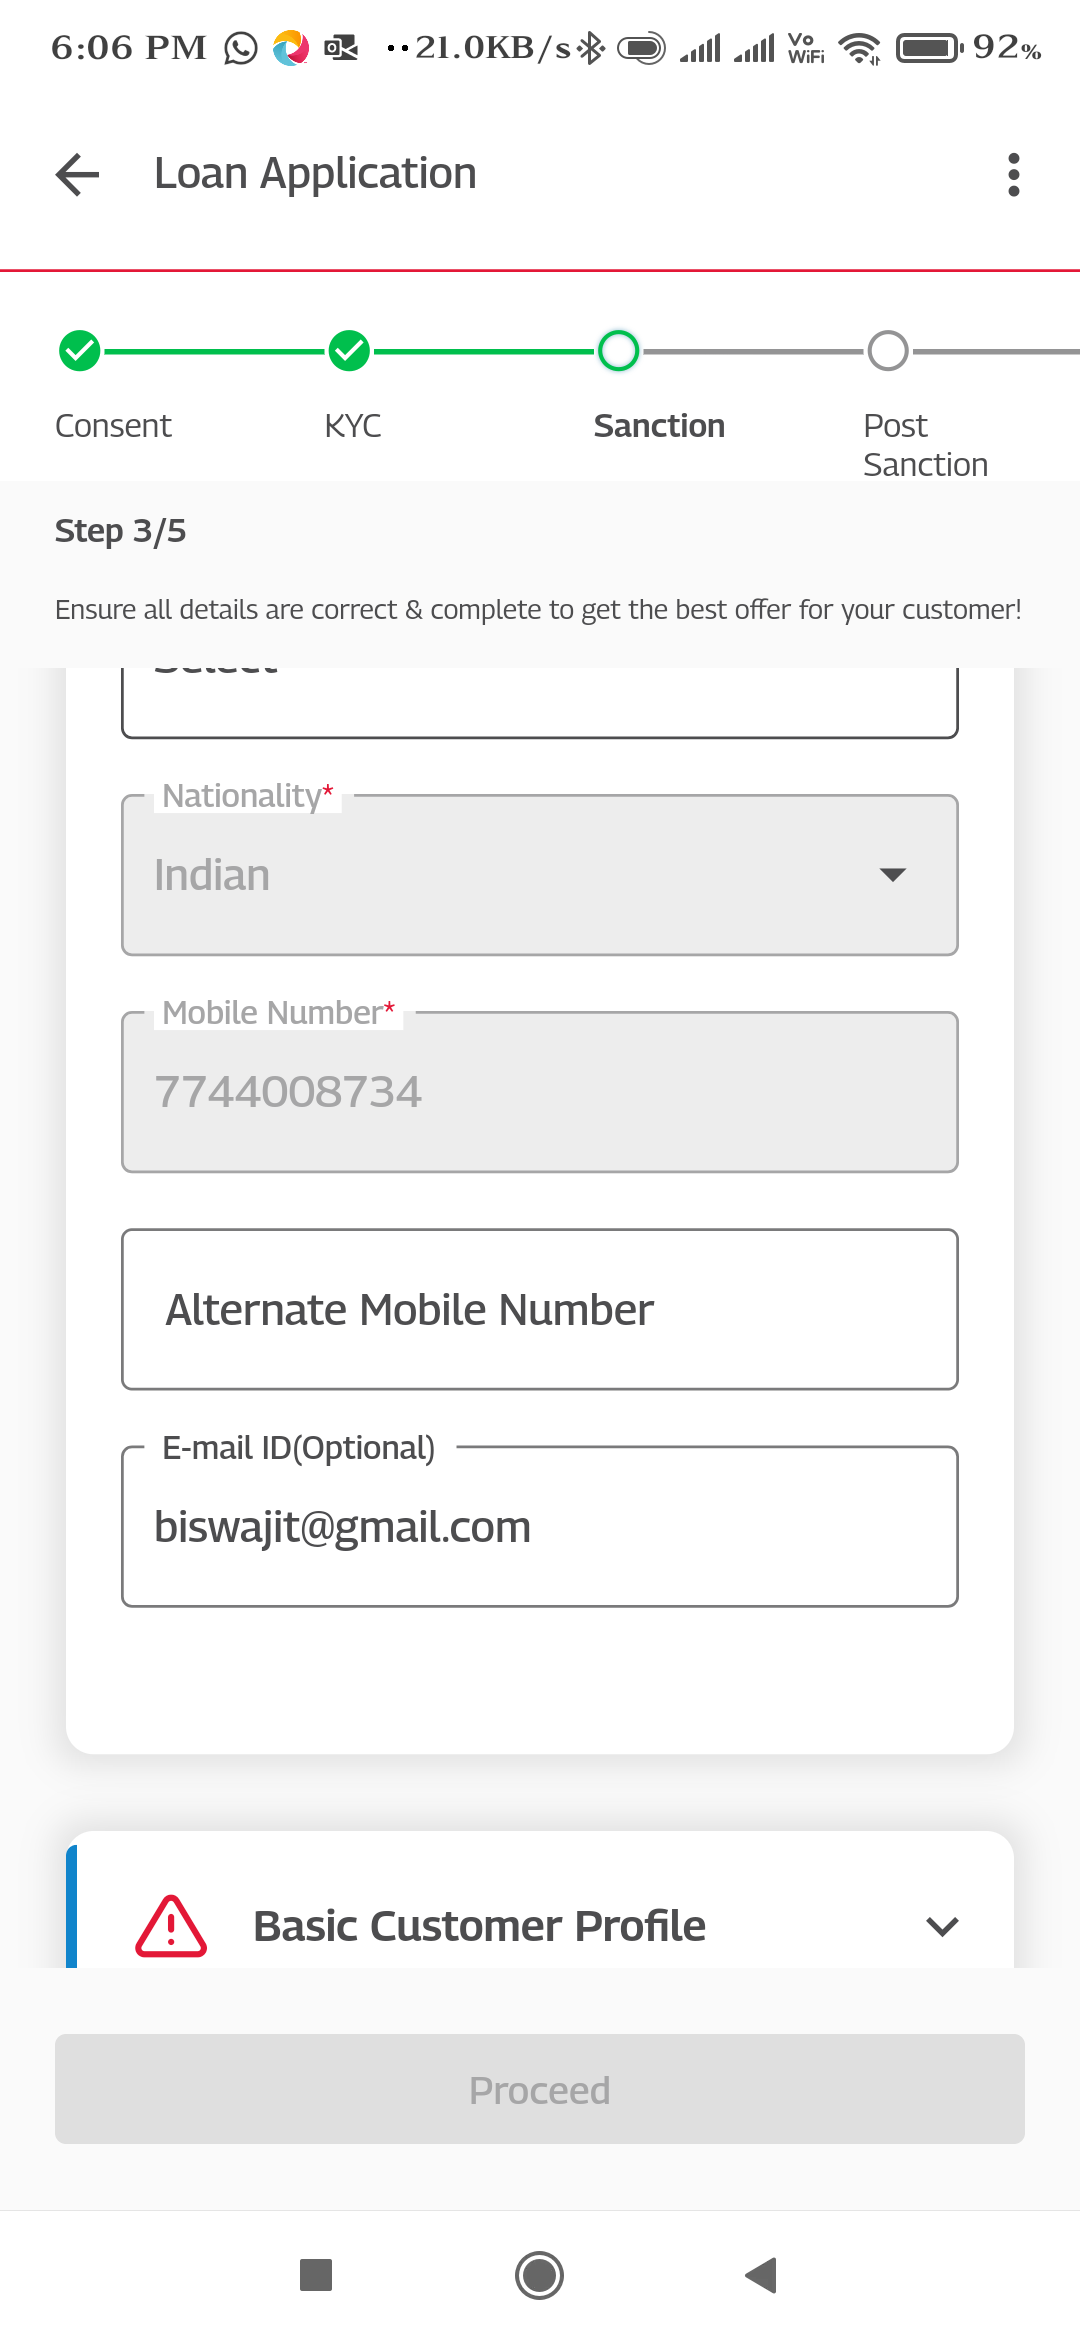 6:06 PM 21.0KB/s Vo WiFi 92%
Loan Application
Consent KYC Sanction Post Sanction
Step 3/5
Ensure all details are correct & complete to get the best offer for your customer!
Select
Nationality*
Indian
Mobile Number*
7744008734
Alternate Mobile Number
E-mail ID(Optional)
biswajit@gmail.com
Basic Customer Profile
Proceed